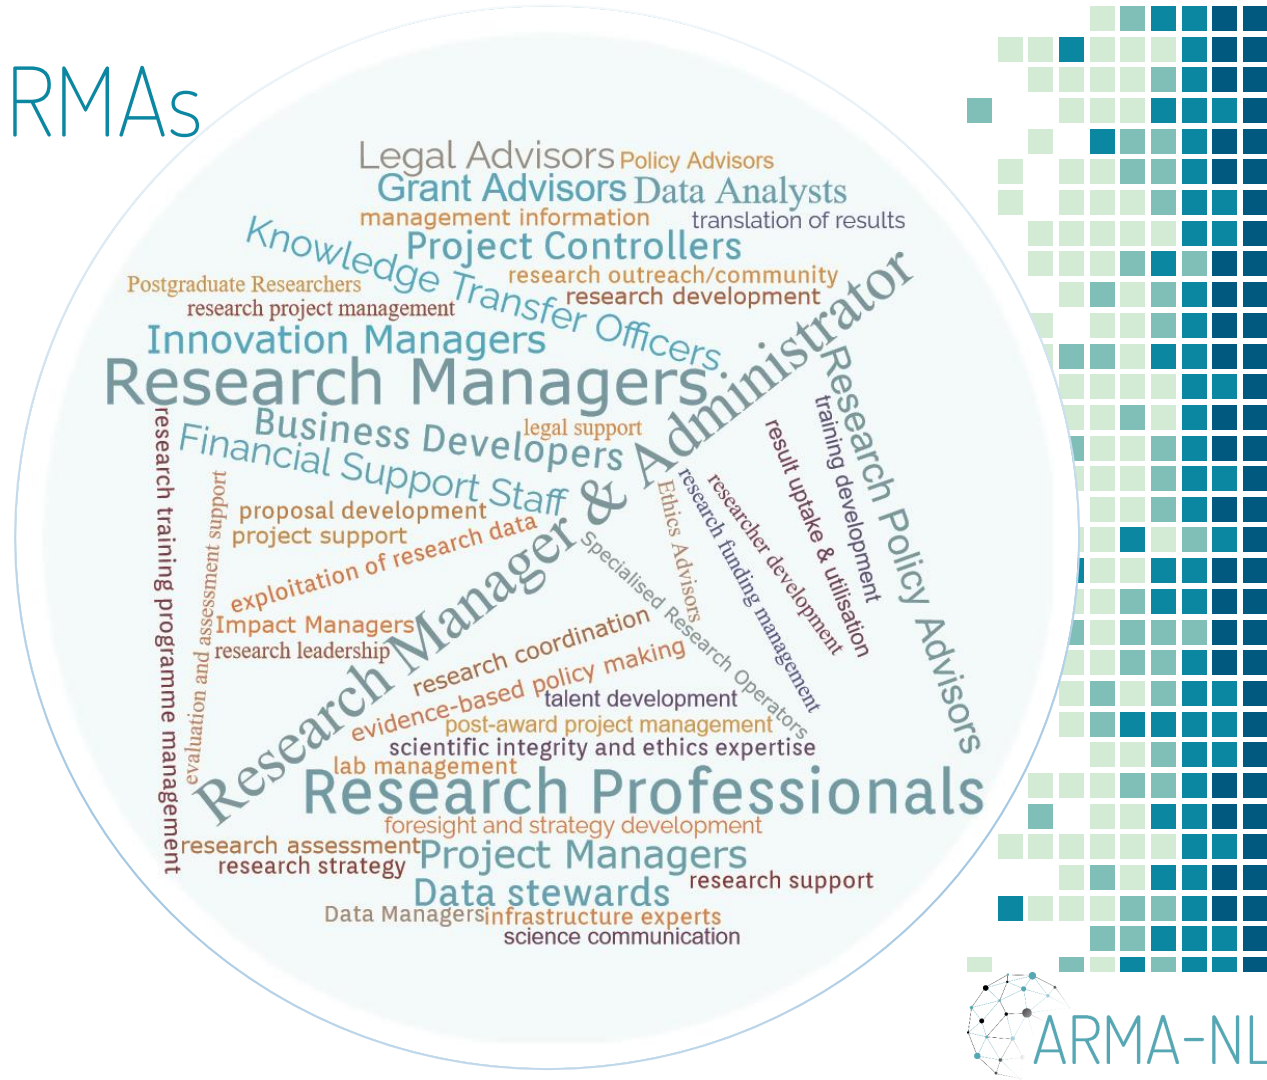 RMAs
Legal Advisors
Policy Advisors
Grant Advisors
Data Analysts
management information
translation of results
Knowledge Transfer Officers
Project Controllers
Postgraduate Researchers
research outreach/community
research project management
research development
Innovation Managers
Research Managers
Research Manager & Administrator
Business Developers
legal support
Financial Support Staff
Research Policy Advisors
training development
result uptake & utilisation
researcher development
research funding management
Ethics Advisors
Specialised Research Operators
research training programme management
evaluation and assessment support
proposal development
project support
exploitation of research data
Impact Managers
research leadership
research coordination
evidence-based policy making
talent development
post-award project management
scientific integrity and ethics expertise
lab management
Research Professionals
foresight and strategy development
research assessment
Project Managers
research strategy
research support
Data stewards
Data Managers
infrastructure experts
science communication
ARMA-NL